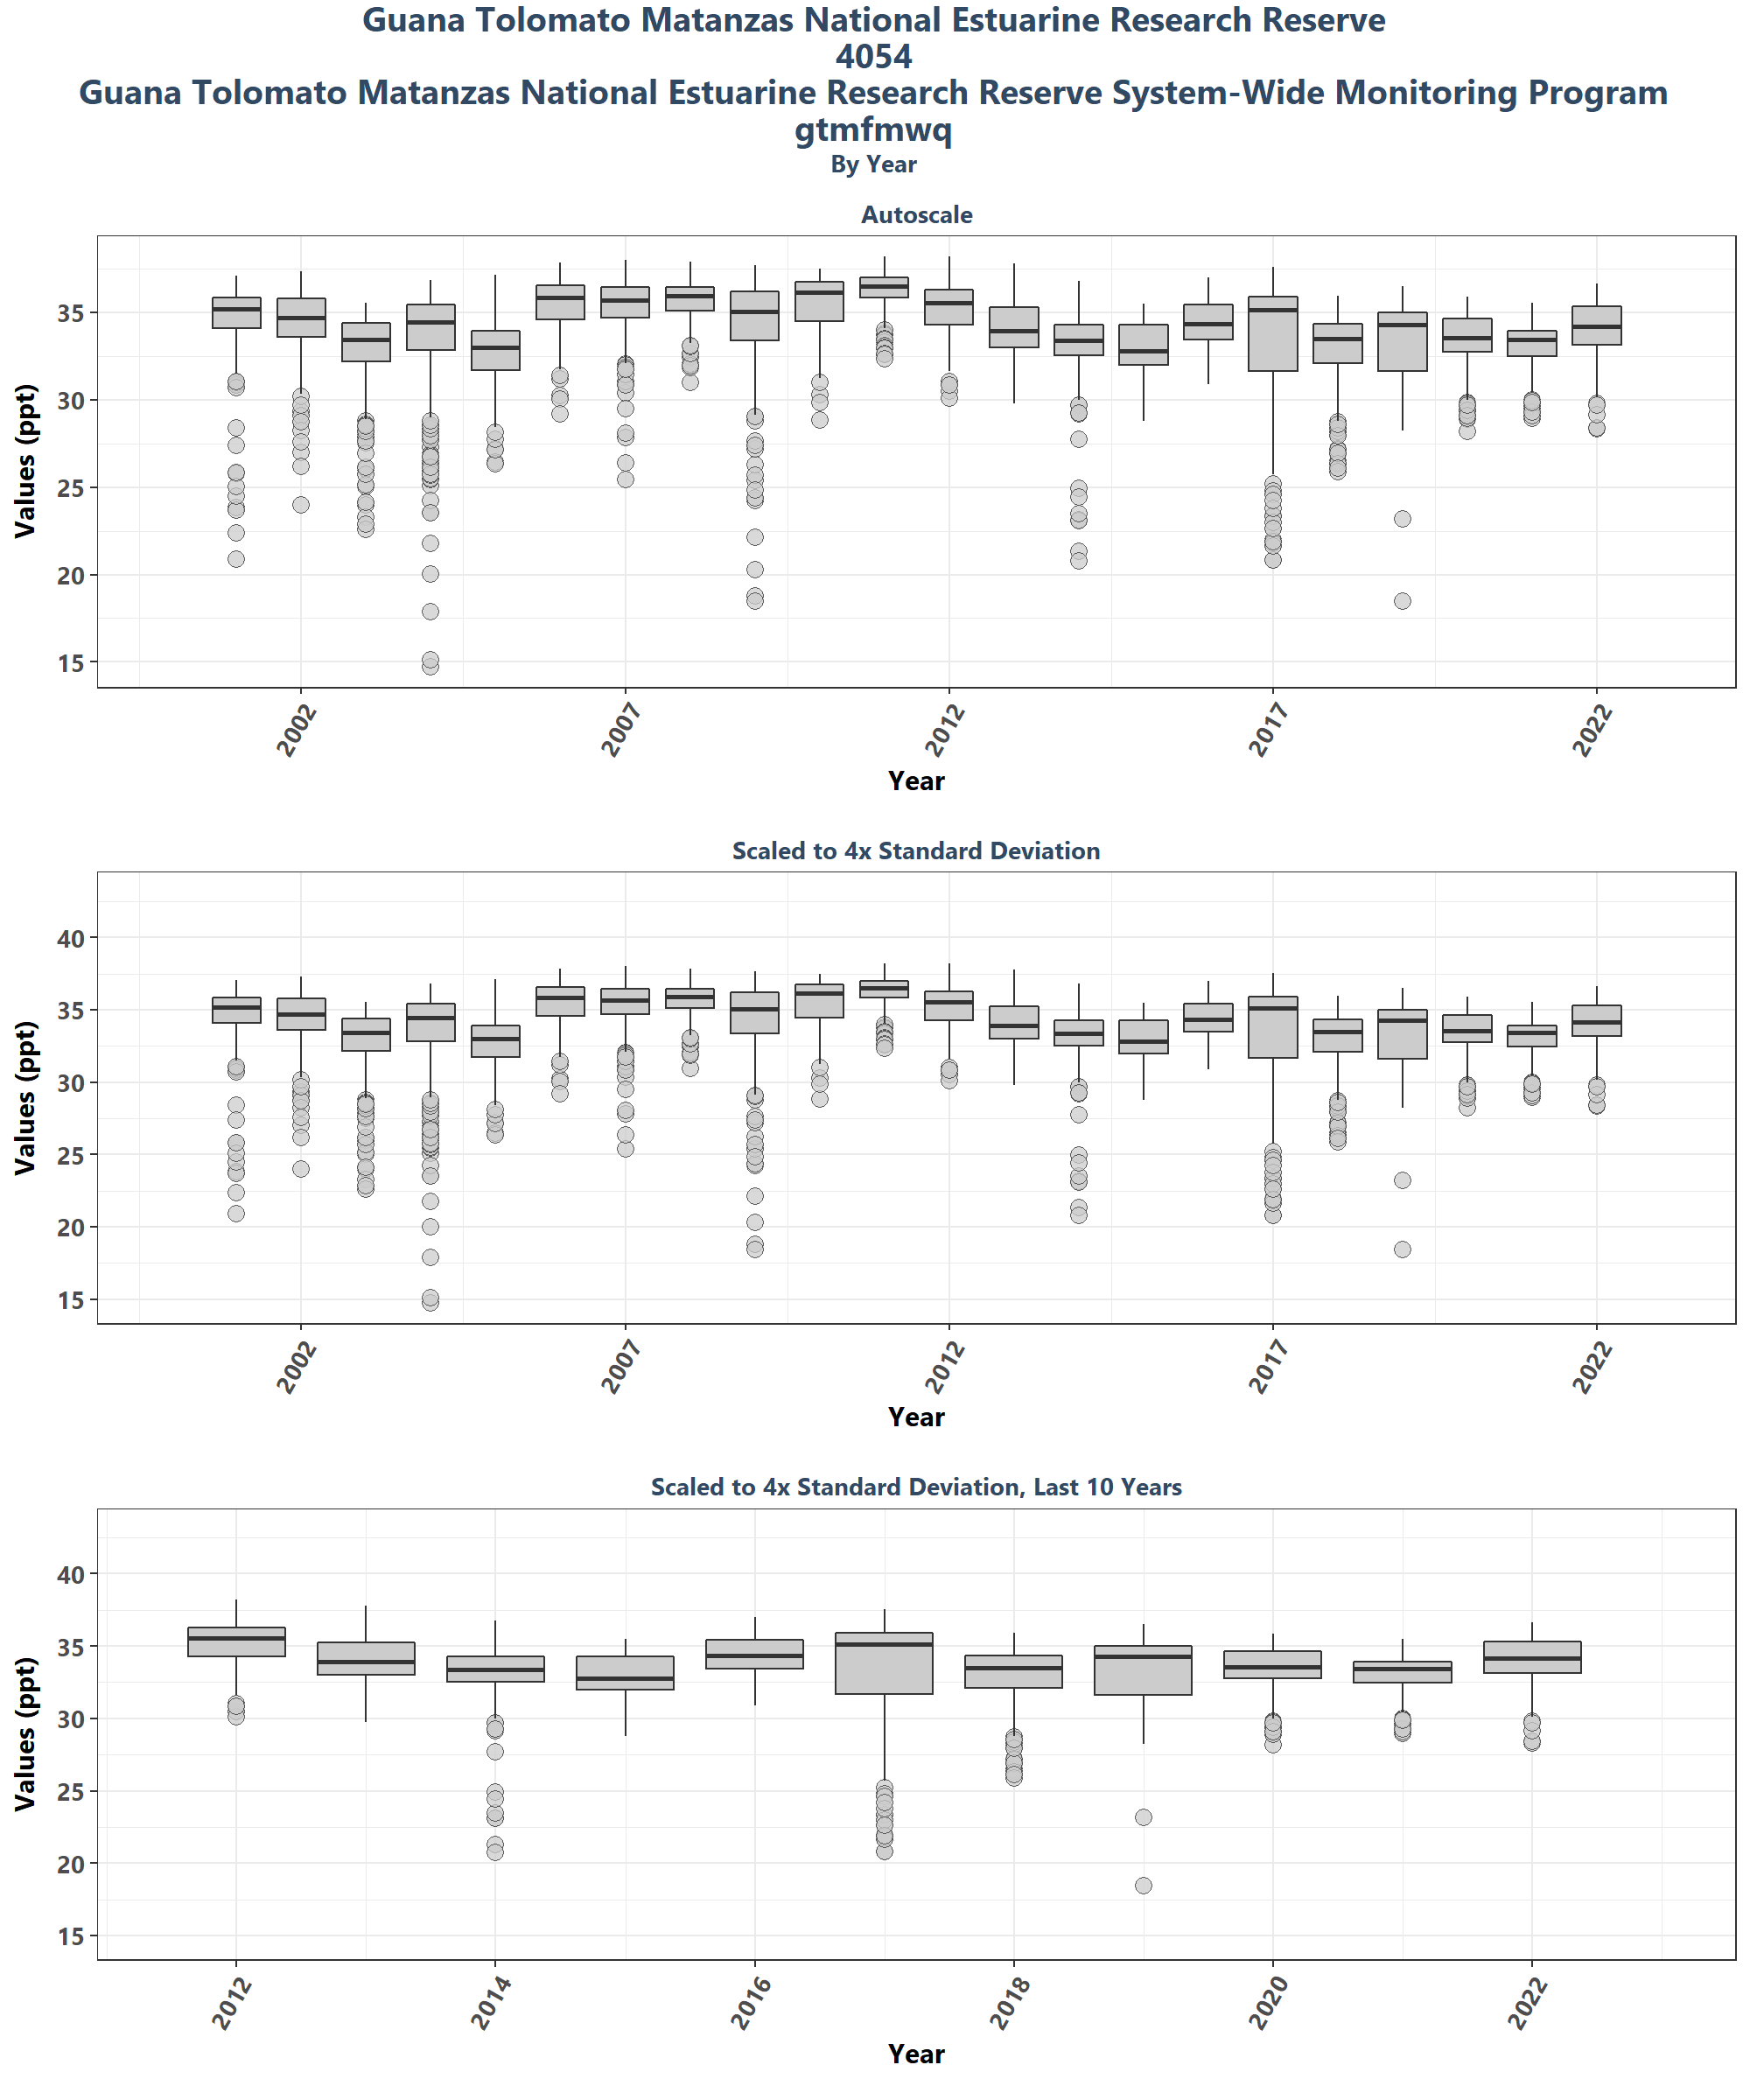 Guana Tolomato Matanzas National Estuarine Research Reserve
4054
Guana Tolomato Matanzas National Estuarine Research Reserve System-Wide Monitoring Program
gtmfmwq
By Year
Autoscale
Values (ppt)
35
30
25
20
15
2002
2007
2012
2017
2022
Year
Scaled to 4x Standard Deviation
Values (ppt)
40
35
30
25
20
15
2002
2007
2012
2017
2022
Year
Scaled to 4x Standard Deviation, Last 10 Years
Values (ppt)
40
35
30
25
20
15
2012
2014
2016
2018
2020
2022
Year